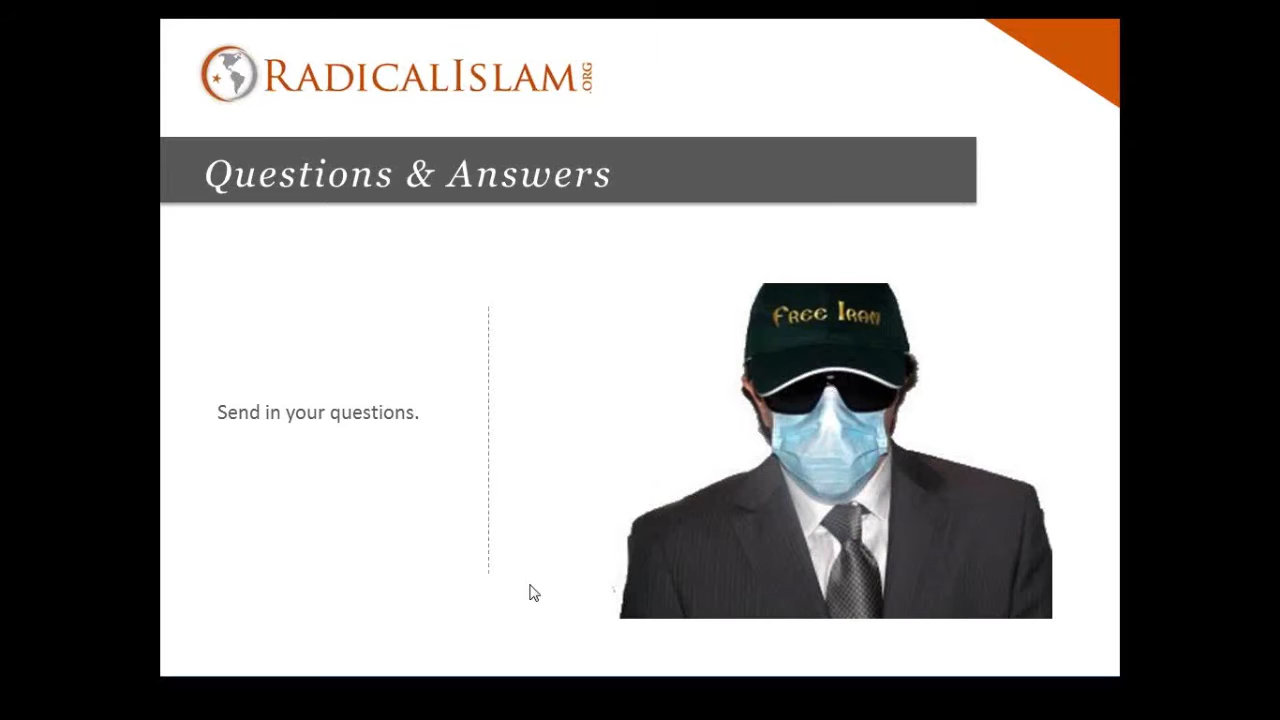 RADICALISLAM.ORG
Questions & Answers
FREE IRAN
Send in your questions.